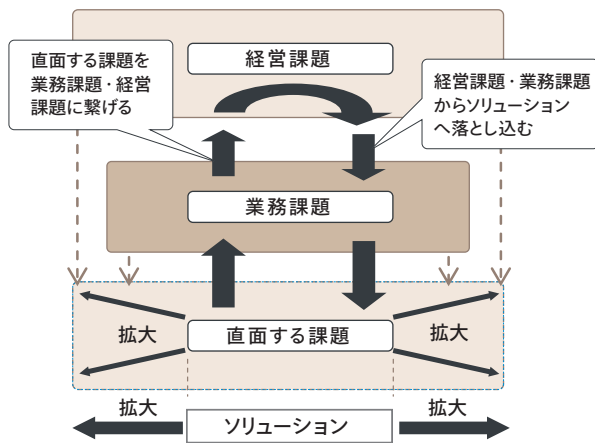 直面する課題を
業務課題・経営
課題に繋げる
経営課題
経営課題・業務課題
からソリューション
へ落とし込む
業務課題
拡大
直面する課題
拡大
拡大
ソリューション
拡大